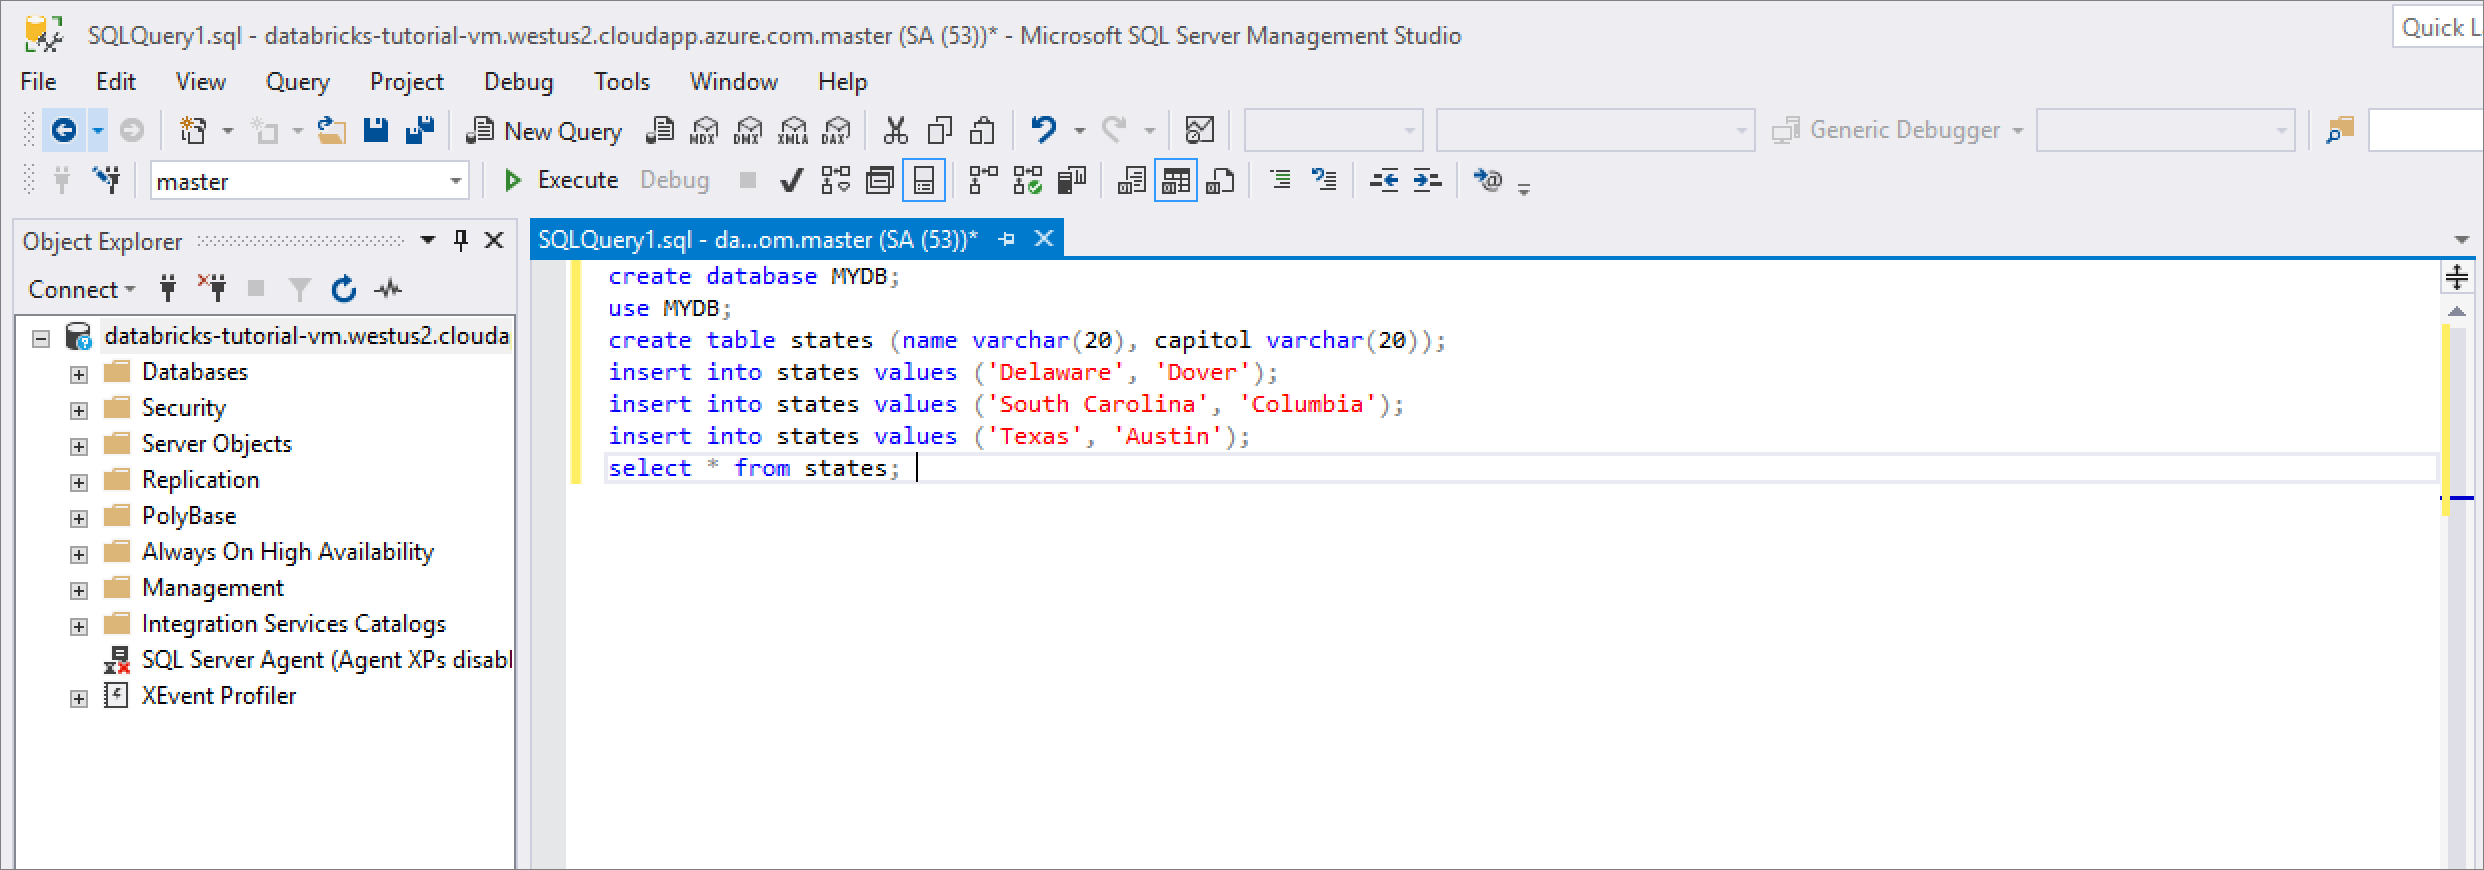 SQLQuery1.sql - databricks-tutorial-vm.westus2.cloudapp.azure.com.master (SA (53))* - Microsoft SQL Server Management Studio
Quick L
File Edit View Query Project Debug Tools Window Help
New Query MDX DMX XMLA DAX Generic Debugger
master Execute Debug
Object Explorer
Connect
databricks-tutorial-vm.westus2.clouda
Databases
Security
Server Objects
Replication
PolyBase
Always On High Availability
Management
Integration Services Catalogs
SQL Server Agent (Agent XPs disabl
XEvent Profiler
SQLQuery1.sql - da...om.master (SA (53))*
create database MYDB;
use MYDB;
create table states (name varchar(20), capitol varchar(20));
insert into states values ('Delaware', 'Dover');
insert into states values ('South Carolina', 'Columbia');
insert into states values ('Texas', 'Austin');
select * from states;